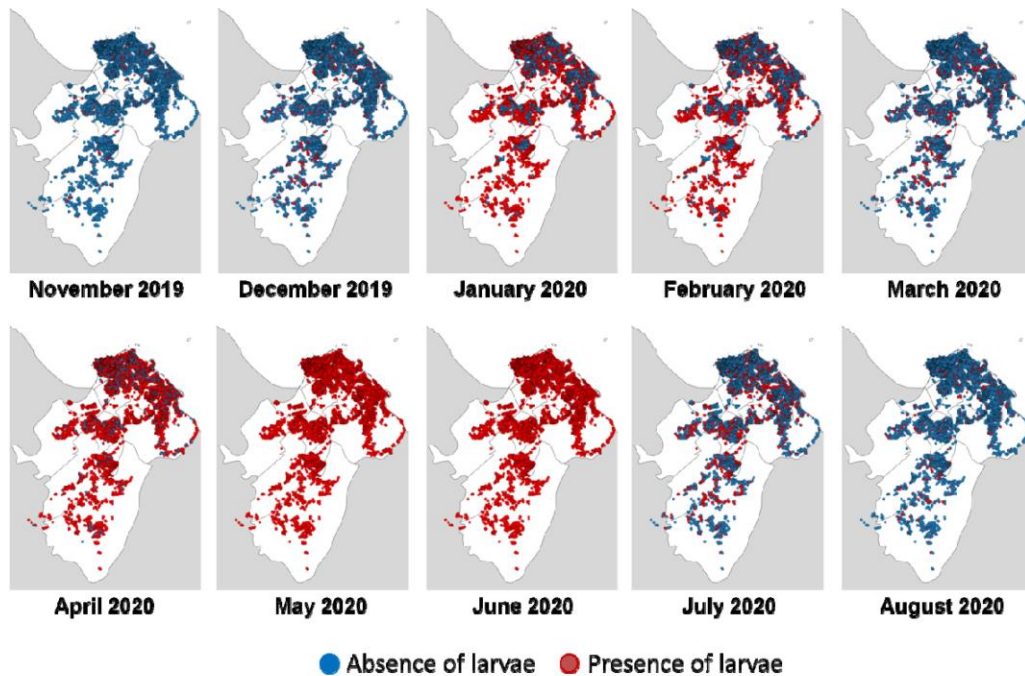 November 2019
December 2019
January 2020
February 2020
March 2020
April 2020
May 2020
June 2020
July 2020
August 2020
Absence of larvae
Presence of larvae